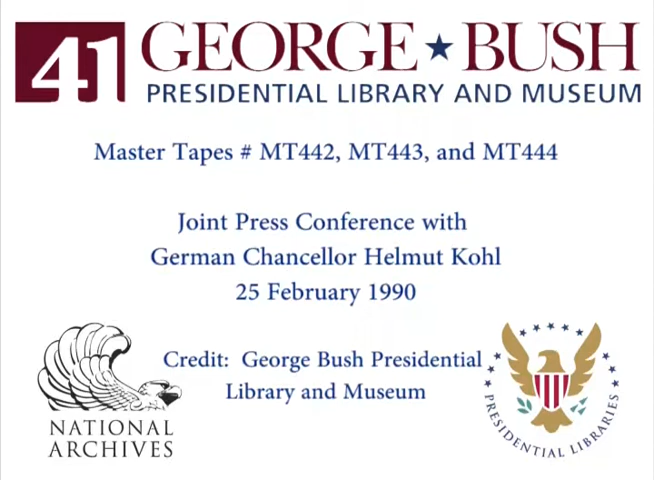 41 GEORGE★BUSH
PRESIDENTIAL LIBRARY AND MUSEUM
Master Tapes # MT442, MT443, and MT444
Joint Press Conference with
German Chancellor Helmut Kohl
25 February 1990
Credit: George Bush Presidential
Library and Museum
NATIONAL
ARCHIVES
PRESIDENTIAL LIBRARIES